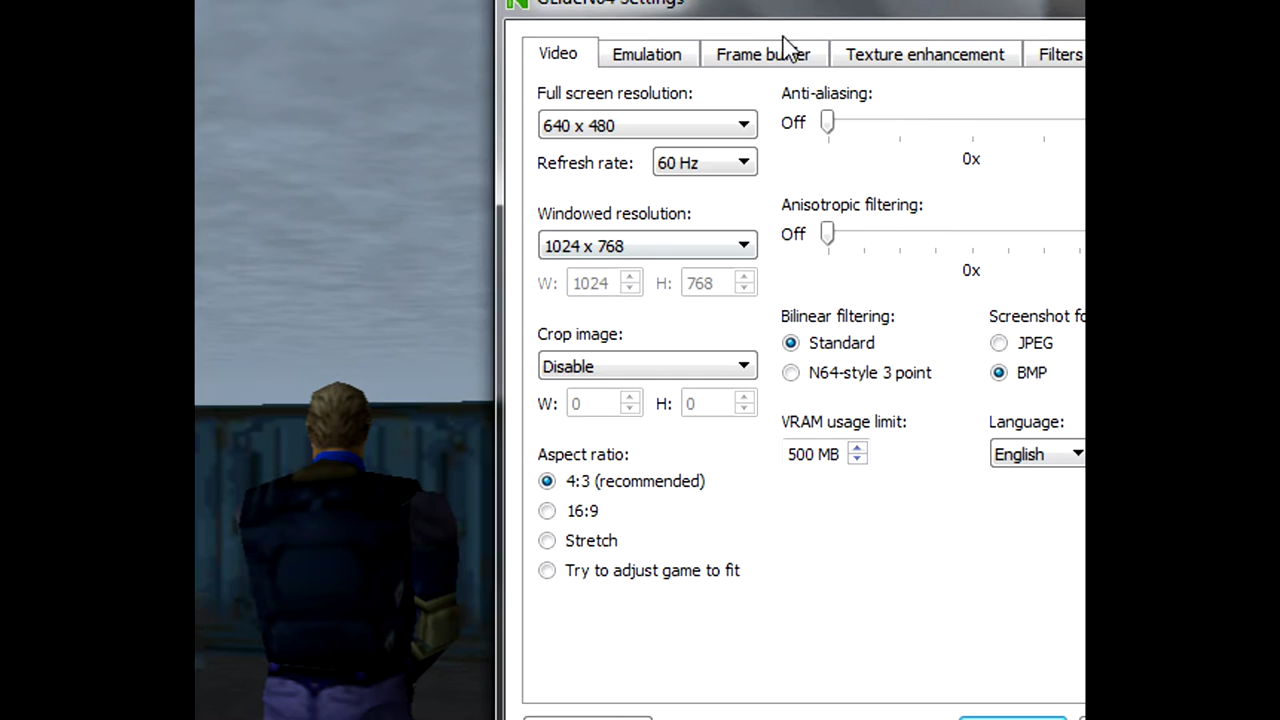 GLideN64 Settings
Video
Emulation
Frame buffer
Texture enhancement
Filters
Full screen resolution:
640 x 480
Refresh rate:
60 Hz
Windowed resolution:
1024 x 768
W: 1024
H: 768
Crop image:
Disable
W: 0
H: 0
Aspect ratio:
4:3 (recommended)
16:9
Stretch
Try to adjust game to fit
Anti-aliasing:
Off
0x
Anisotropic filtering:
Off
0x
Bilinear filtering:
Standard
N64-style 3 point
Screenshot fo
JPEG
BMP
VRAM usage limit:
500 MB
Language:
English